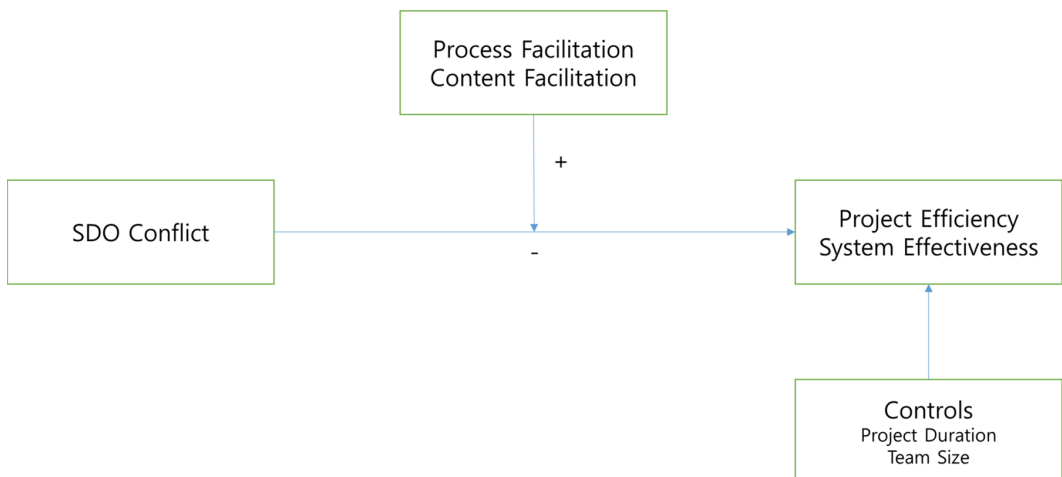 Process Facilitation
Content Facilitation
+
SDO Conflict
-
Project Efficiency
System Effectiveness
Controls
Project Duration
Team Size